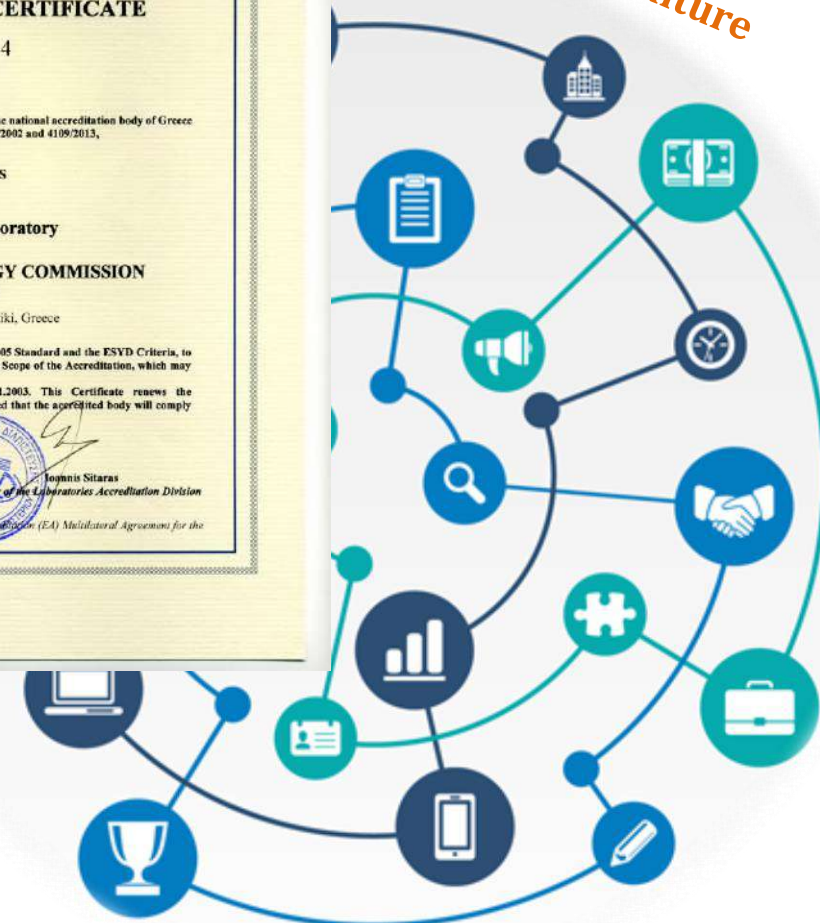 CERTIFICATE
4
national accreditation body of Greece
/2002 and 4109/2013,
s
oratory
GY COMMISSION
iki, Greece
05 Standard and the ESYD Criteria, to
Scope of the Accreditation, which may
1.2003. This Certificate renews the
ed that the accredited body will comply
Ioannis Sitaras
of the Laboratories Accreditation Division
(EA) Multilateral Agreement for the
ture